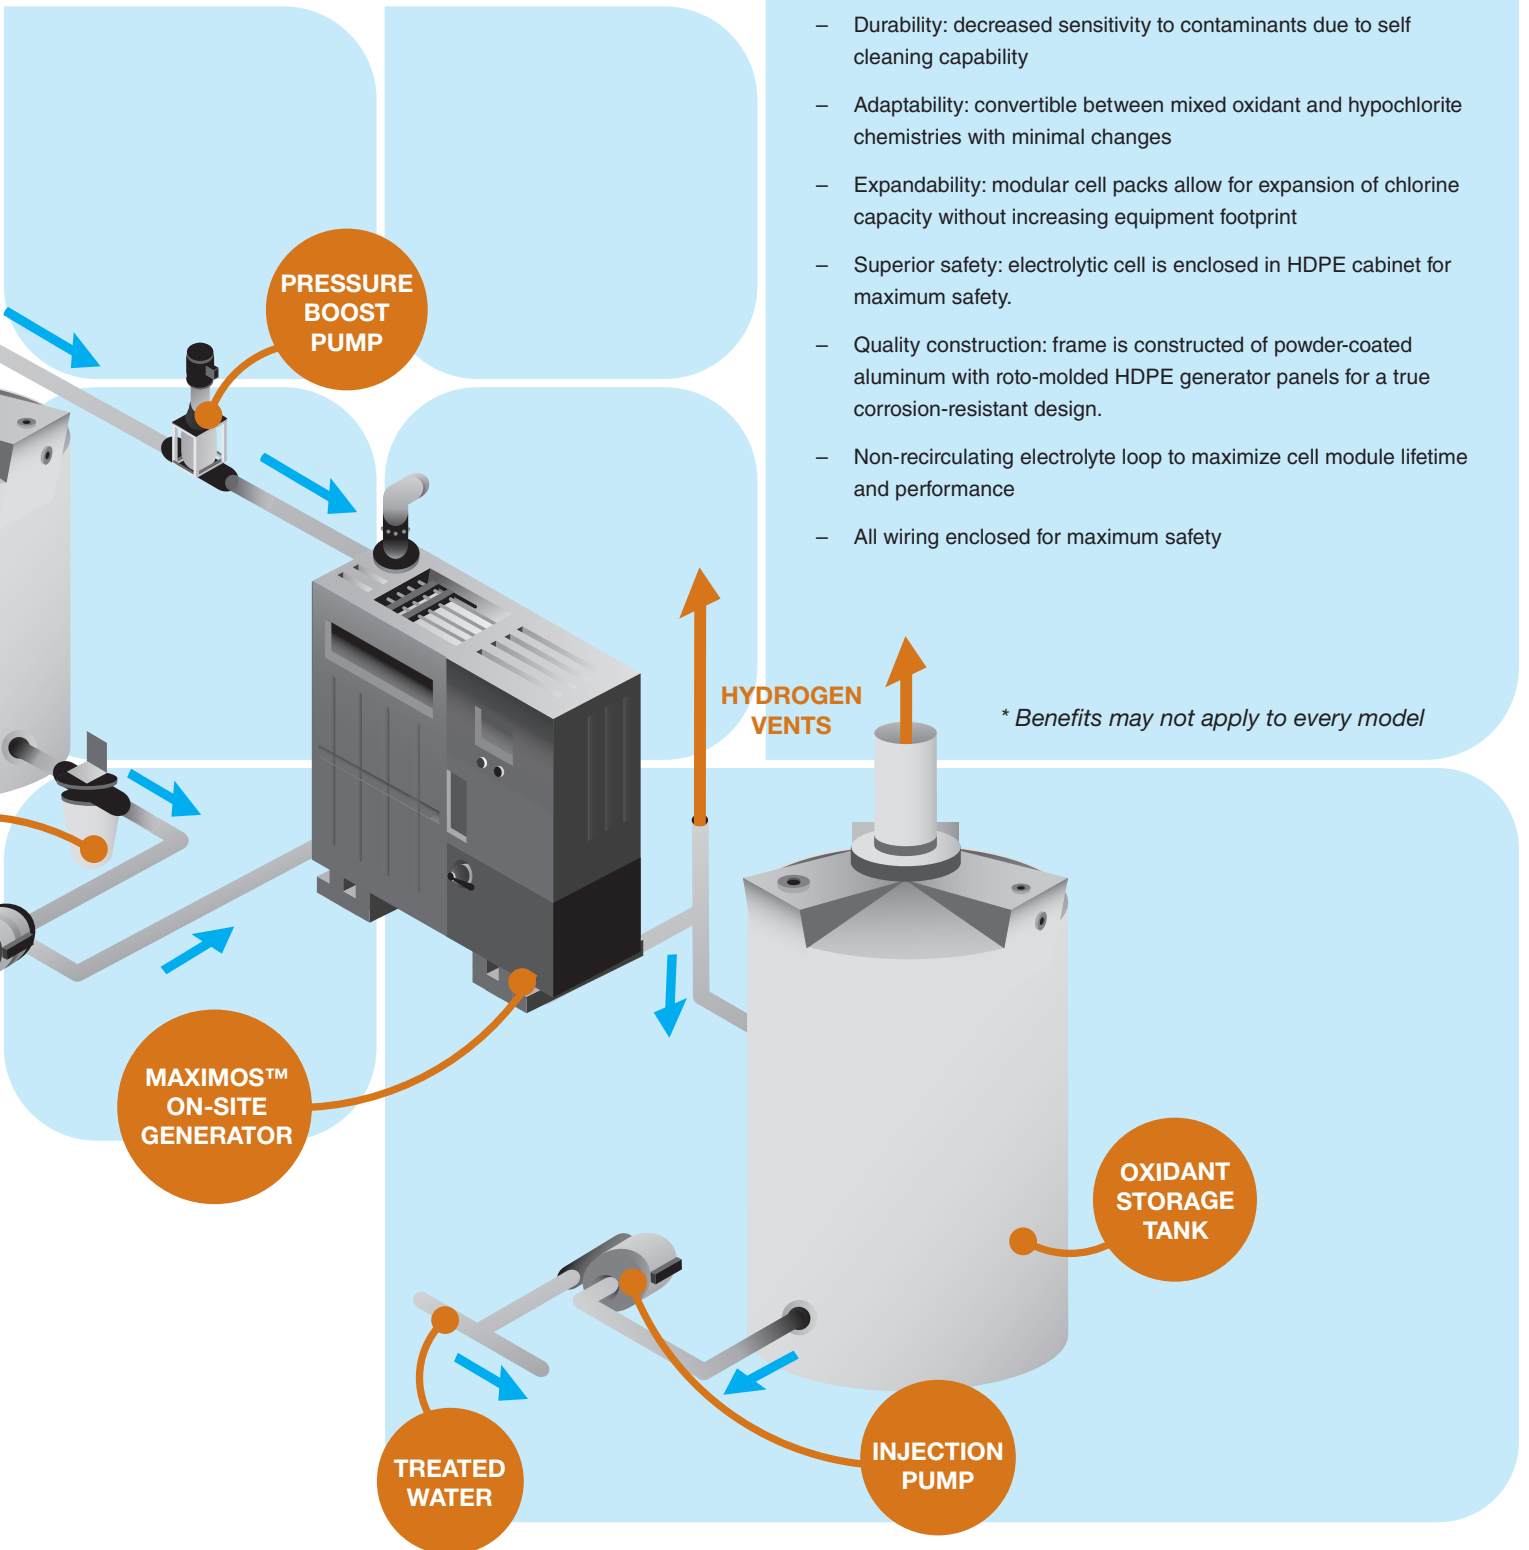 – Durability: decreased sensitivity to contaminants due to self
cleaning capability
– Adaptability: convertible between mixed oxidant and hypochlorite
chemistries with minimal changes
– Expandability: modular cell packs allow for expansion of chlorine
capacity without increasing equipment footprint
– Superior safety: electrolytic cell is enclosed in HDPE cabinet for
maximum safety.
– Quality construction: frame is constructed of powder-coated
aluminum with roto-molded HDPE generator panels for a true
corrosion-resistant design.
– Non-recirculating electrolyte loop to maximize cell module lifetime
and performance
– All wiring enclosed for maximum safety
* Benefits may not apply to every model
PRESSURE
BOOST
PUMP
HYDROGEN
VENTS
MAXIMOS™
ON-SITE
GENERATOR
OXIDANT
STORAGE
TANK
INJECTION
PUMP
TREATED
WATER